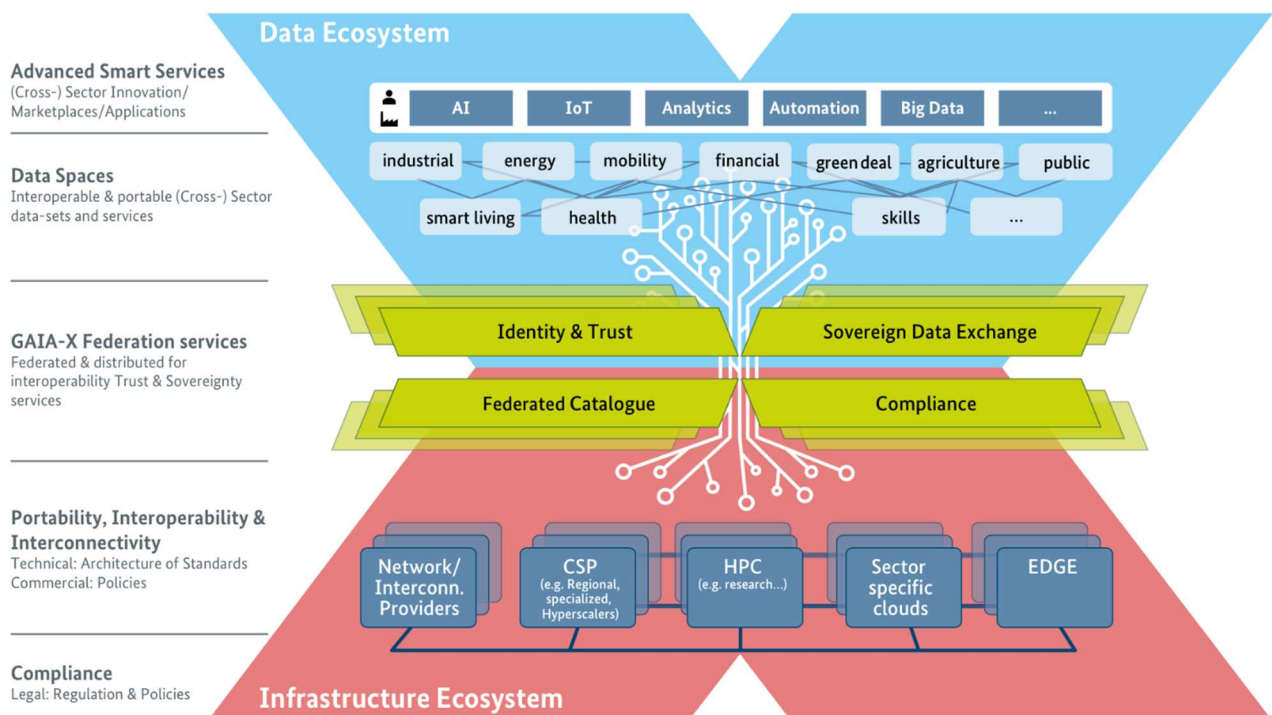 Data Ecosystem
Advanced Smart Services
(Cross-) Sector Innovation/
Marketplaces/Applications
AI
IoT
Analytics
Automation
Big Data
...
Data Spaces
Interoperable & portable (Cross-) Sector
data-sets and services
industrial
energy
mobility
financial
green deal
agriculture
public
smart living
health
skills
...
GAIA-X Federation services
Federated & distributed for
interoperability Trust & Sovereignty
services
Identity & Trust
Sovereign Data Exchange
Federated Catalogue
Compliance
Portability, Interoperability &
Interconnectivity
Technical: Architecture of Standards
Commercial: Policies
Network/
Interconn.
Providers
CSP
(e.g. Regional,
specialized,
Hyperscalers)
HPC
(e.g. research...)
Sector
specific
clouds
EDGE
Compliance
Legal: Regulation & Policies
Infrastructure Ecosystem